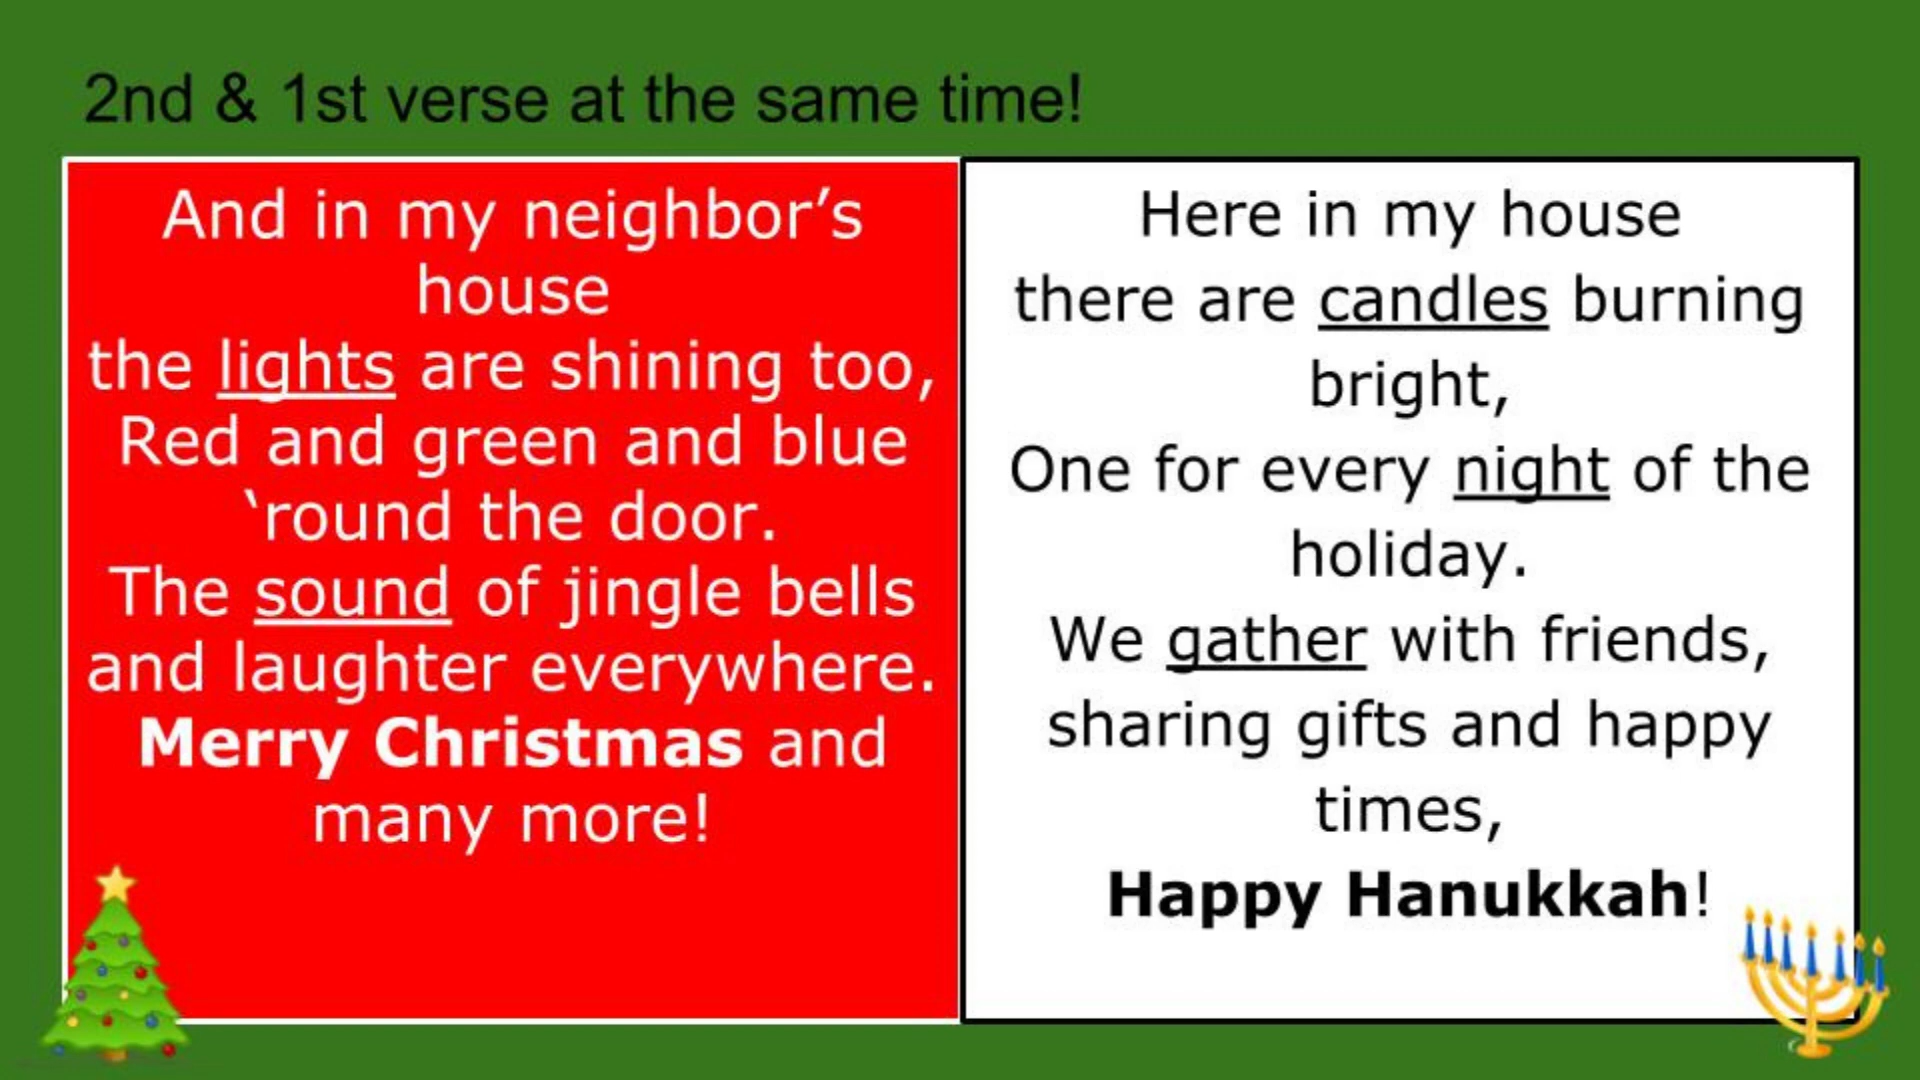 2nd & 1st verse at the same time!
And in my neighbor’s
house
the lights are shining too,
Red and green and blue
‘round the door.
The sound of jingle bells
and laughter everywhere.
Merry Christmas and
many more!
Here in my house
there are candles burning
bright,
One for every night of the
holiday.
We gather with friends,
sharing gifts and happy
times,
Happy Hanukkah!